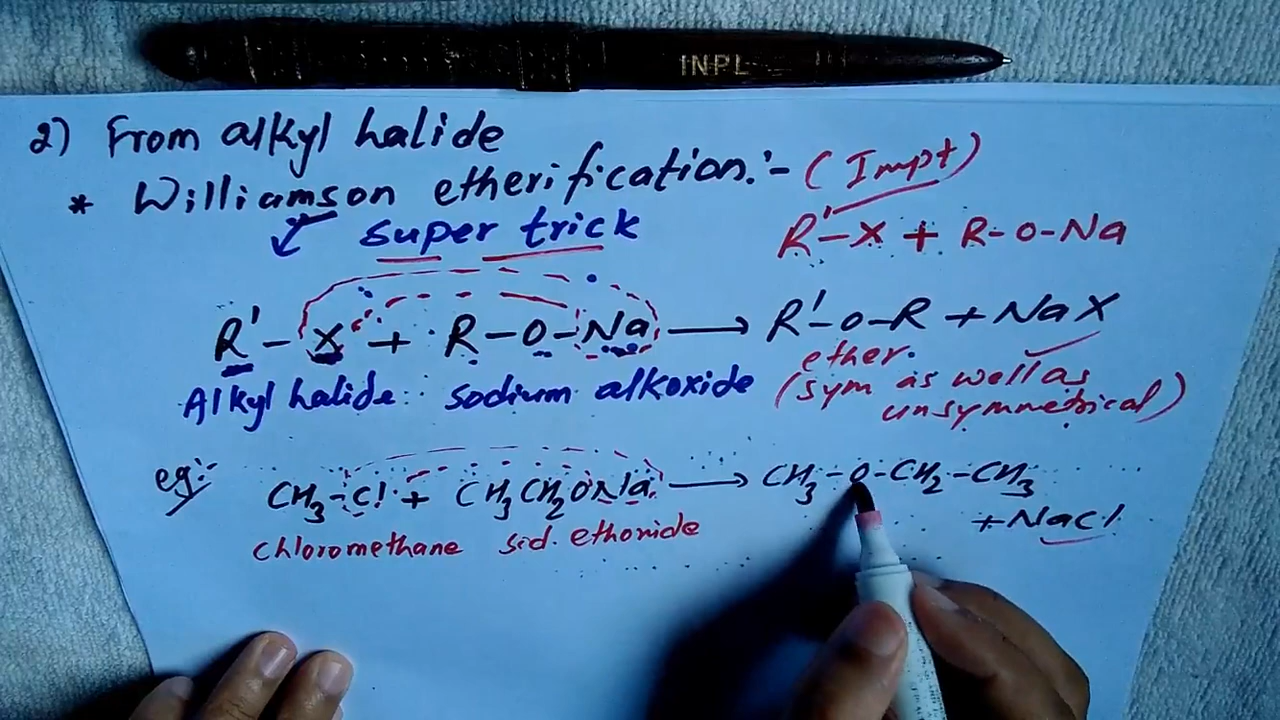 INPL
2) From alkyl halide
* Williamson etherification:- (Impt)
super trick
R'-X + R-O-Na
R'-X + R-O-Na → R'-O-R + NaX
Alkyl halide sodium alkoxide
ether.
(sym as well as
unsymmetrical)
eg:- CH3-Cl + CH3CH2ONa → CH3-O-CH2-CH3
+NaCl
chloromethane sod. ethoxide